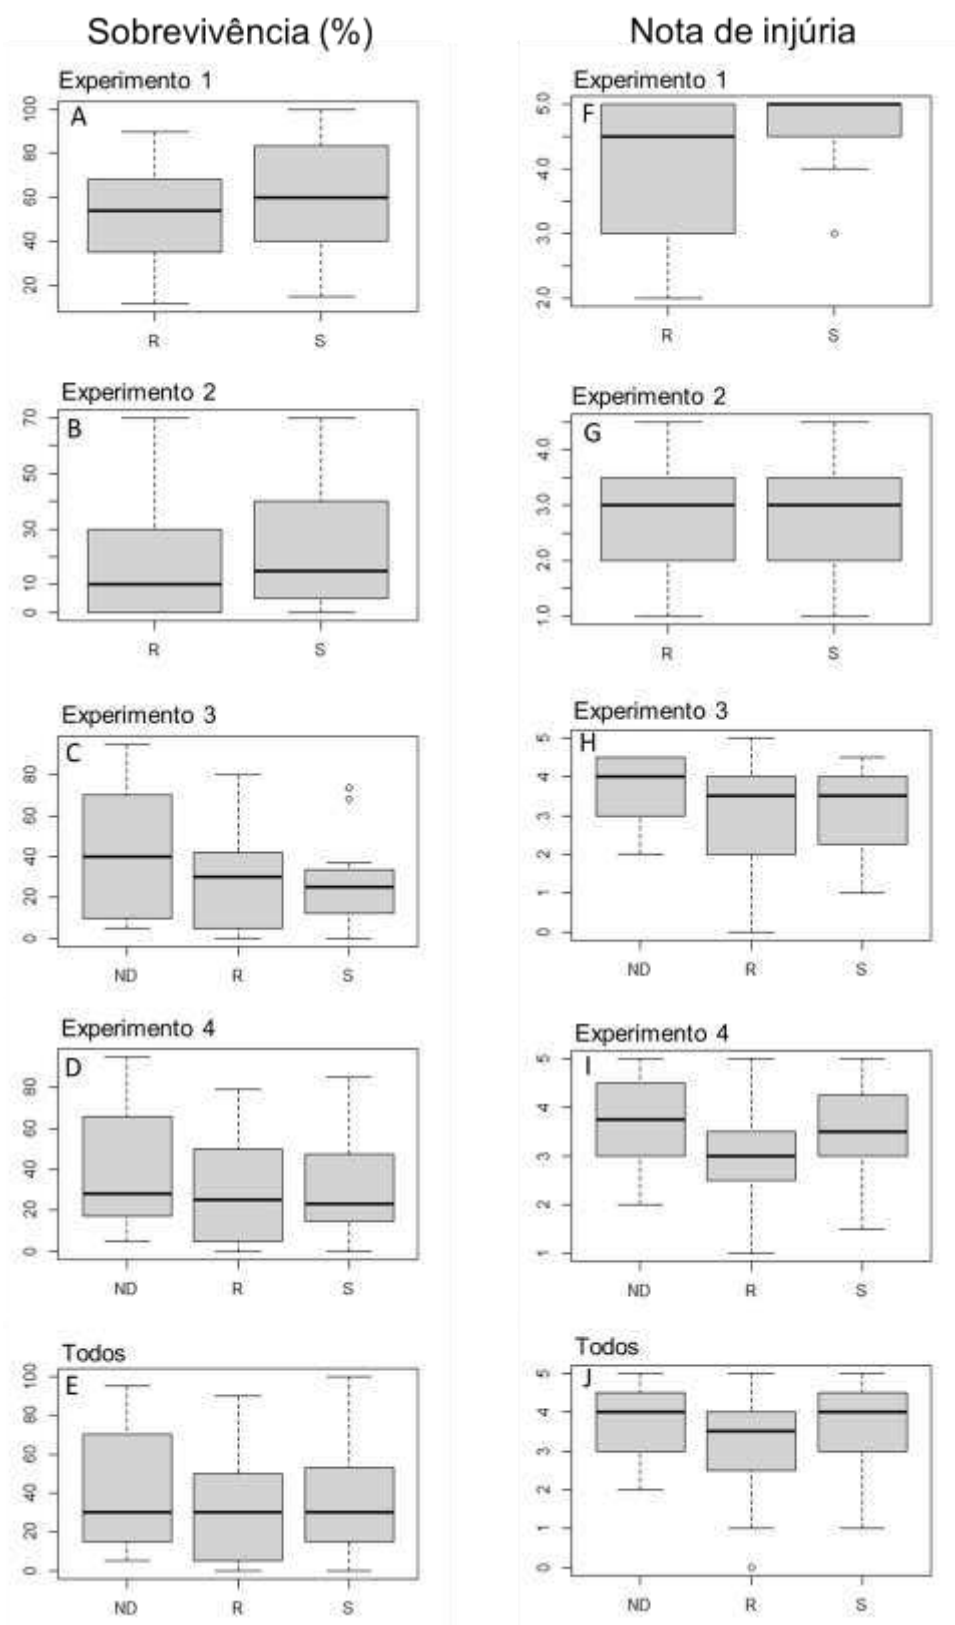 Sobrevivência (%)
Nota de injúria
Experimento 1
A
100
80
60
40
20
R S
Experimento 1
F
5.0
4.0
3.0
2.0
R S
Experimento 2
B
70
50
30
10
0
R S
Experimento 2
G
4.0
3.0
2.0
1.0
R S
Experimento 3
C
80
60
40
20
0
ND R S
Experimento 3
H
5
4
3
2
1
0
ND R S
Experimento 4
D
80
60
40
20
0
ND R S
Experimento 4
I
5
4
3
2
1
ND R S
Todos
E
100
80
60
40
20
0
ND R S
Todos
J
5
4
3
2
1
0
ND R S